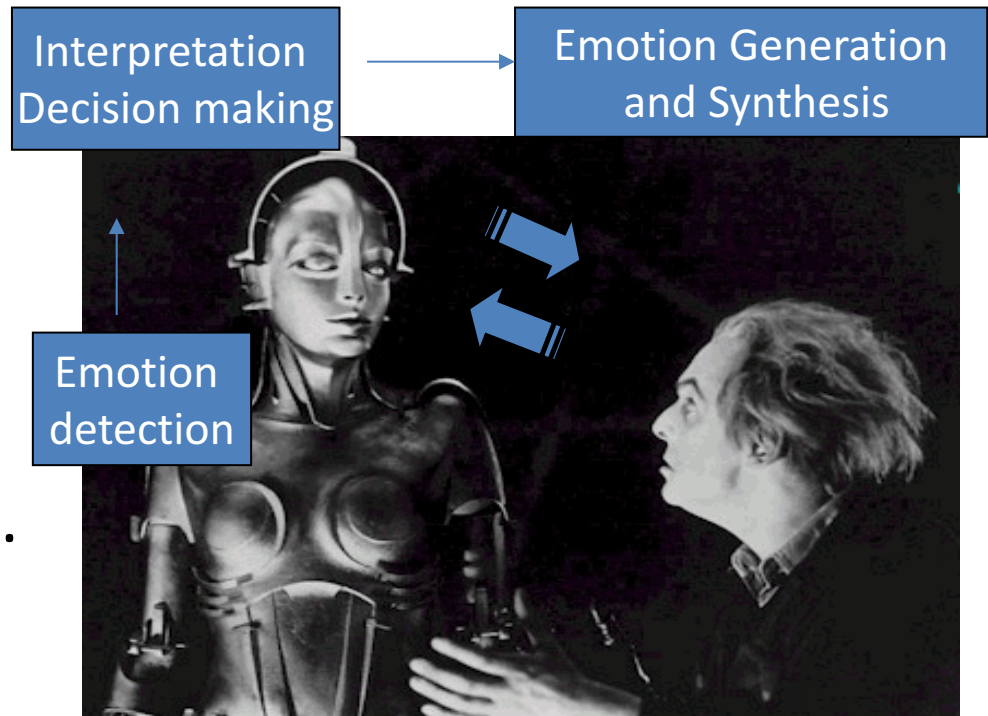 Interpretation
Decision making
Emotion Generation
and Synthesis
Emotion
detection
.